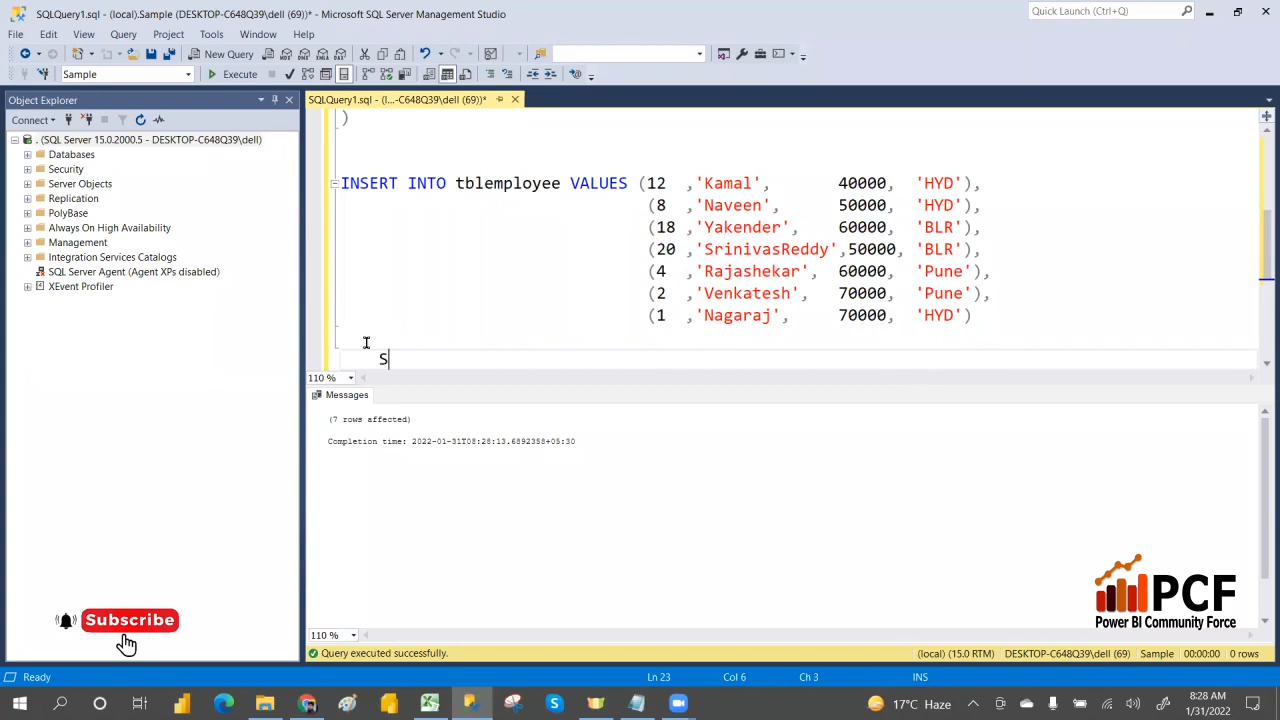 SQLQuery1.sql - (local).Sample (DESKTOP-C648Q39\dell (69))* - Microsoft SQL Server Management Studio
Quick Launch (Ctrl+Q)
File Edit View Query Project Tools Window Help
New Query
Sample
Execute
Object Explorer
SQLQuery1.sql - (l...-C648Q39\dell (69))*
Connect
. (SQL Server 15.0.2000.5 - DESKTOP-C648Q39\dell)
Databases
Security
Server Objects
Replication
PolyBase
Always On High Availability
Management
Integration Services Catalogs
SQL Server Agent (Agent XPs disabled)
XEvent Profiler
)
INSERT INTO tblemployee VALUES (12 ,'Kamal', 40000, 'HYD'),
(8 ,'Naveen', 50000, 'HYD'),
(18 ,'Yakender', 60000, 'BLR'),
(20 ,'SrinivasReddy',50000, 'BLR'),
(4 ,'Rajashekar', 60000, 'Pune'),
(2 ,'Venkatesh', 70000, 'Pune'),
(1 ,'Nagaraj', 70000, 'HYD')
S
110 %
Messages
(7 rows affected)
Completion time: 2022-01-31T08:28:13.6892358+05:30
PCF
Power BI Community Force
Subscribe
110 %
Query executed successfully. (local) (15.0 RTM) DESKTOP-C648Q39\dell (69) Sample 00:00:00 0 rows
Ready Ln 23 Col 6 Ch 3 INS
17°C Haze
8:28 AM
1/31/2022